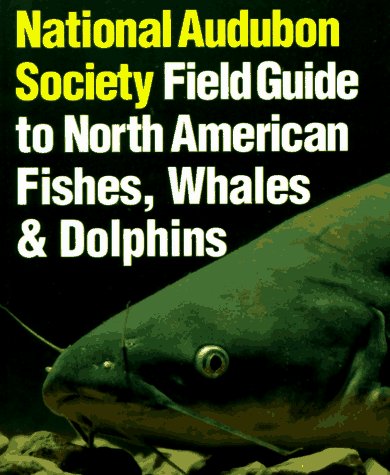 National Audubon
Society Field Guide
to North American
Fishes, Whales
& Dolphins